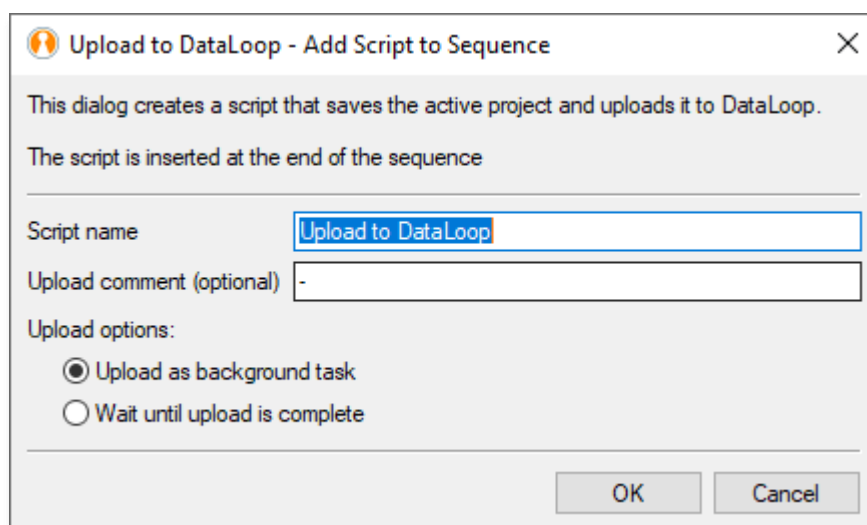 Upload to DataLoop - Add Script to Sequence
This dialog creates a script that saves the active project and uploads it to DataLoop.
The script is inserted at the end of the sequence
Script name Upload to DataLoop
Upload comment (optional) -
Upload options:
Upload as background task
Wait until upload is complete
OK Cancel